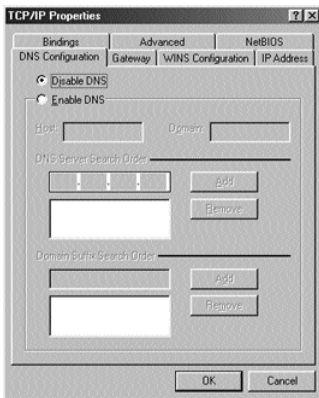 TCP/IP Properties
Bindings Advanced NetBIOS
DNS Configuration Gateway WINS Configuration IP Address
Disable DNS
Enable DNS
Host: Domain:
DNS Server Search Order
Add
Remove
Domain Suffix Search Order
Add
Remove
OK Cancel